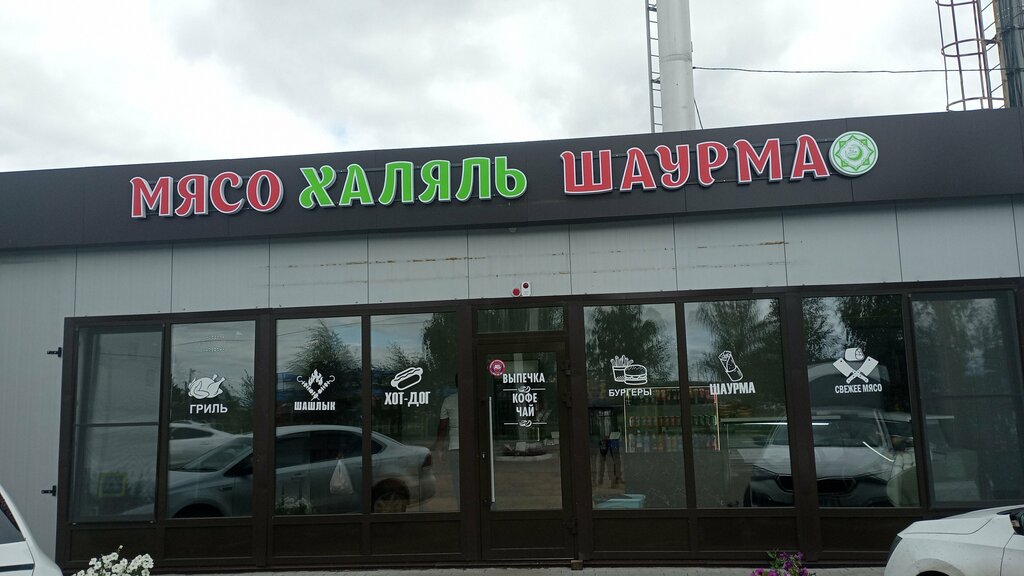 МЯСО ХАЛЯЛЬ ШАУРМА
ГРИЛЬ
ШАШЛЫК
ХОТ-ДОГ
ВЫПЕЧКА
КОФЕ
ЧАЙ
БУРГЕРЫ
ШАУРМА
СВЕЖЕЕ МЯСО